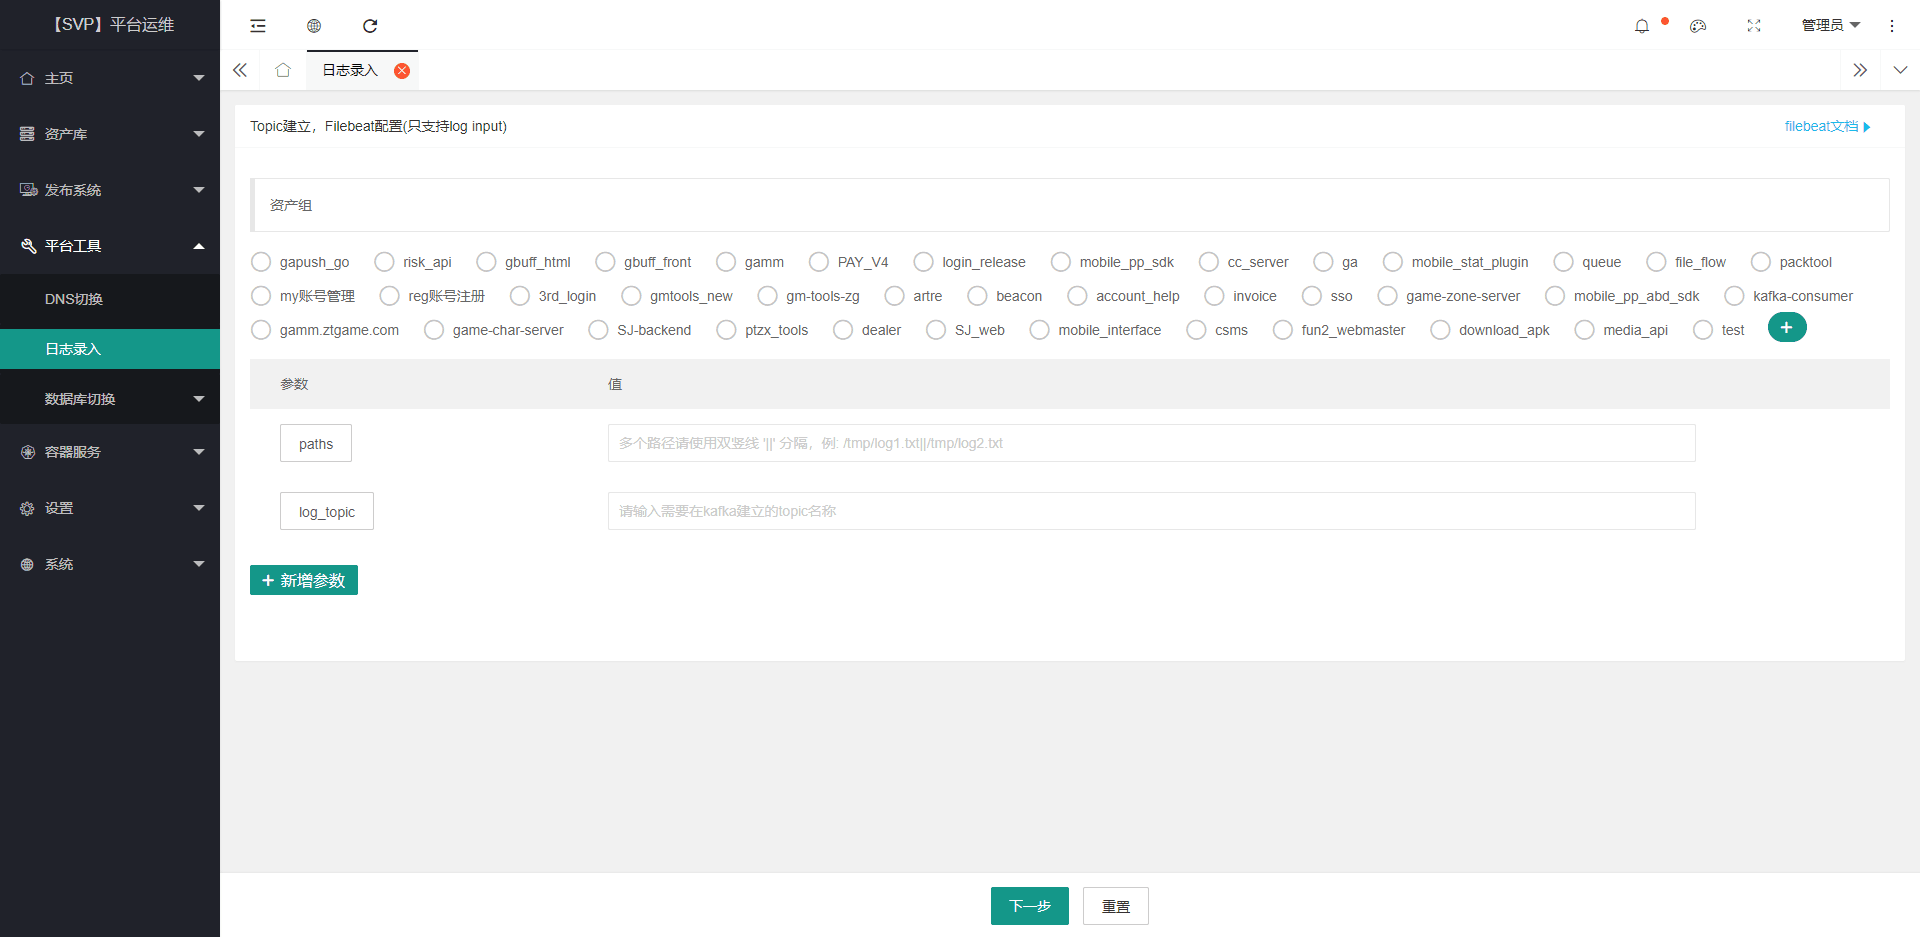 【SVP】平台运维
管理员
主页
日志录入
资产库
发布系统
平台工具
DNS切换
日志录入
数据库切换
容器服务
设置
系统
Topic建立，Filebeat配置(只支持log input)
filebeat文档
资产组
gapush_go risk_api gbuff_html gbuff_front gamm PAY_V4 login_release mobile_pp_sdk cc_server ga mobile_stat_plugin queue file_flow packtool
my账号管理 reg账号注册 3rd_login gmtools_new gm-tools-zg artre beacon account_help invoice sso game-zone-server mobile_pp_abd_sdk kafka-consumer
gamm.ztgame.com game-char-server SJ-backend ptzx_tools dealer SJ_web mobile_interface csms fun2_webmaster download_apk media_api test +
参数 值
paths 多个路径请使用双竖线 '||' 分隔，例: /tmp/log1.txt||/tmp/log2.txt
log_topic 请输入需要在kafka建立的topic名称
+ 新增参数
下一步 重置